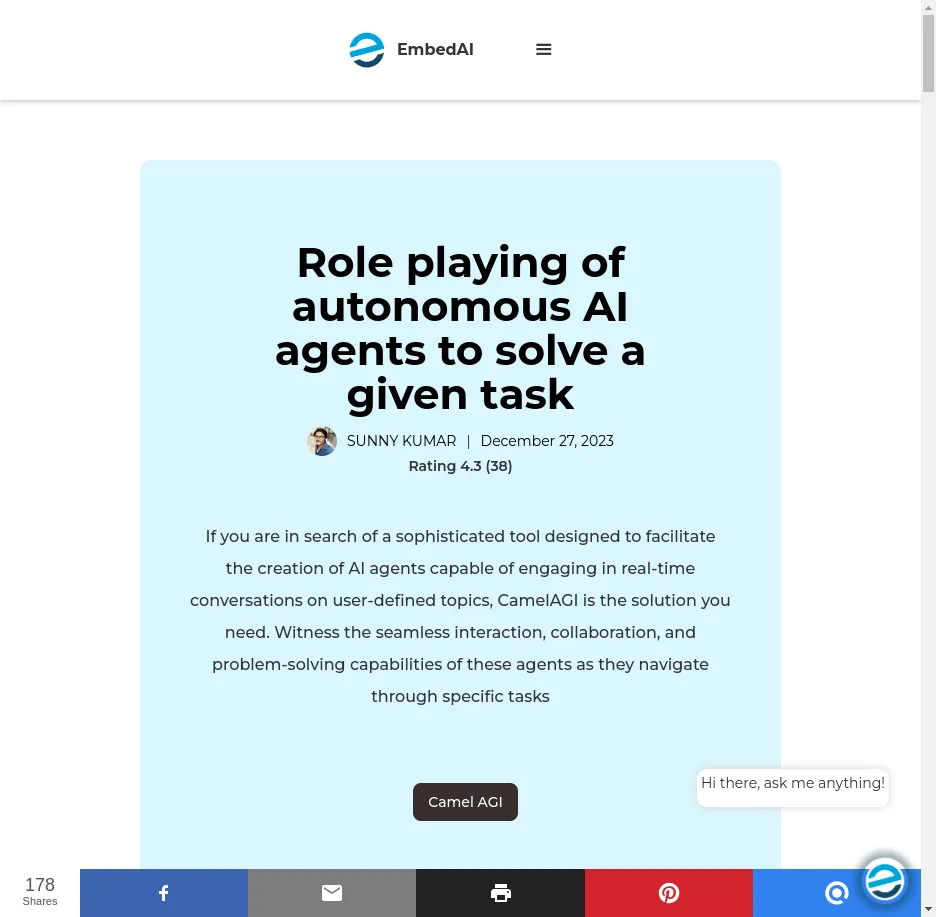 EmbedAI
Role playing of
autonomous AI
agents to solve a
given task
SUNNY KUMAR | December 27, 2023
Rating 4.3 (38)
If you are in search of a sophisticated tool designed to facilitate
the creation of AI agents capable of engaging in real-time
conversations on user-defined topics, CamelAGI is the solution you
need. Witness the seamless interaction, collaboration, and
problem-solving capabilities of these agents as they navigate
through specific tasks
Hi there, ask me anything!
Camel AGI
178
Shares